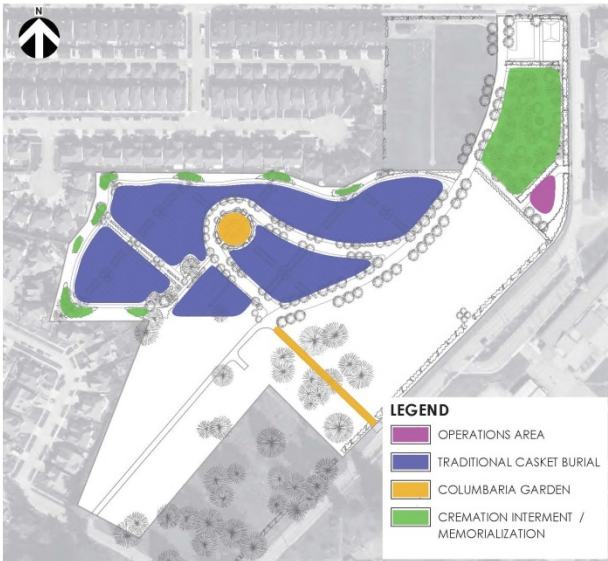 N
LEGEND
OPERATIONS AREA
TRADITIONAL CASKET BURIAL
COLUMBARIA GARDEN
CREMATION INTERMENT /
MEMORIALIZATION